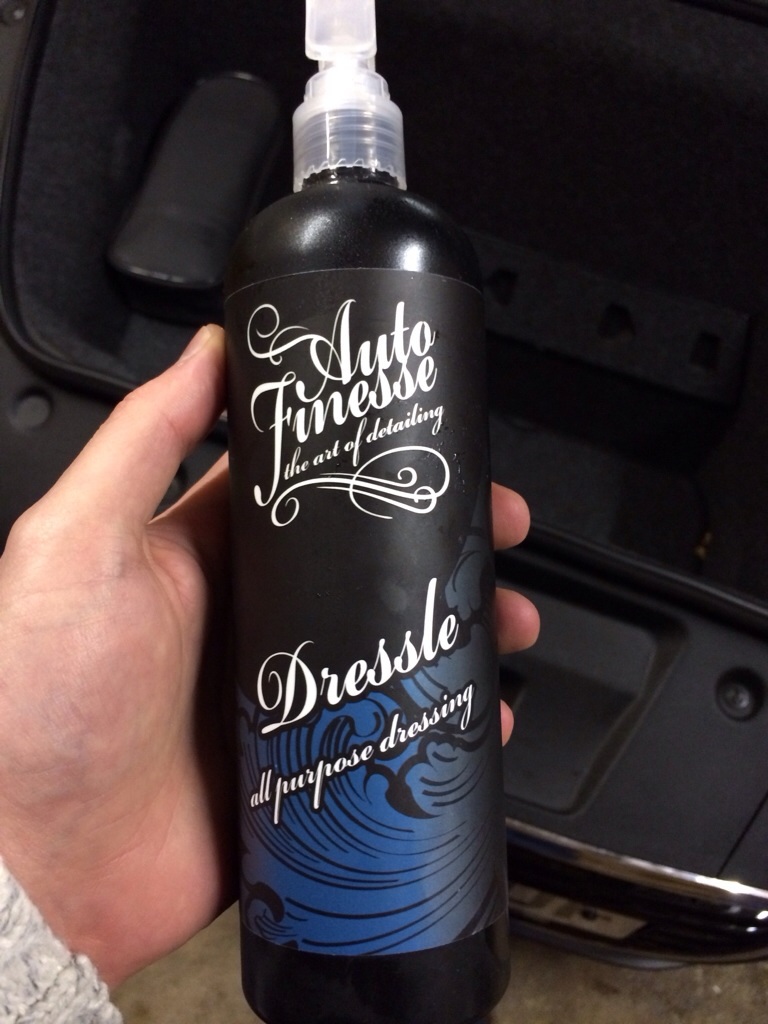 Auto
Finesse
the art of detailing
Dressle
all purpose dressing